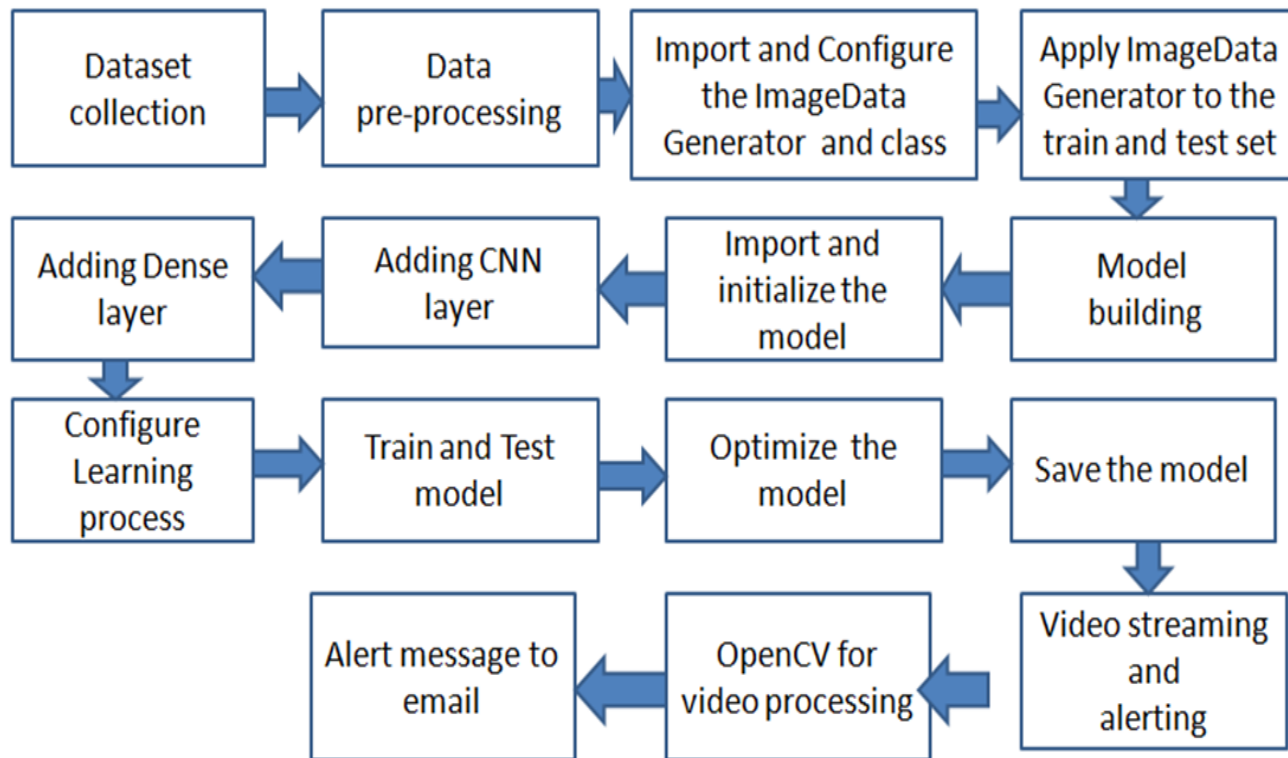 Dataset
collection
Data
pre-processing
Import and Configure
the ImageData
Generator and class
Apply ImageData
Generator to the
train and test set
Model
building
Import and
initialize the
model
Adding CNN
layer
Adding Dense
layer
Configure
Learning
process
Train and Test
model
Optimize the
model
Save the model
Video streaming
and
alerting
OpenCV for
video processing
Alert message to
email